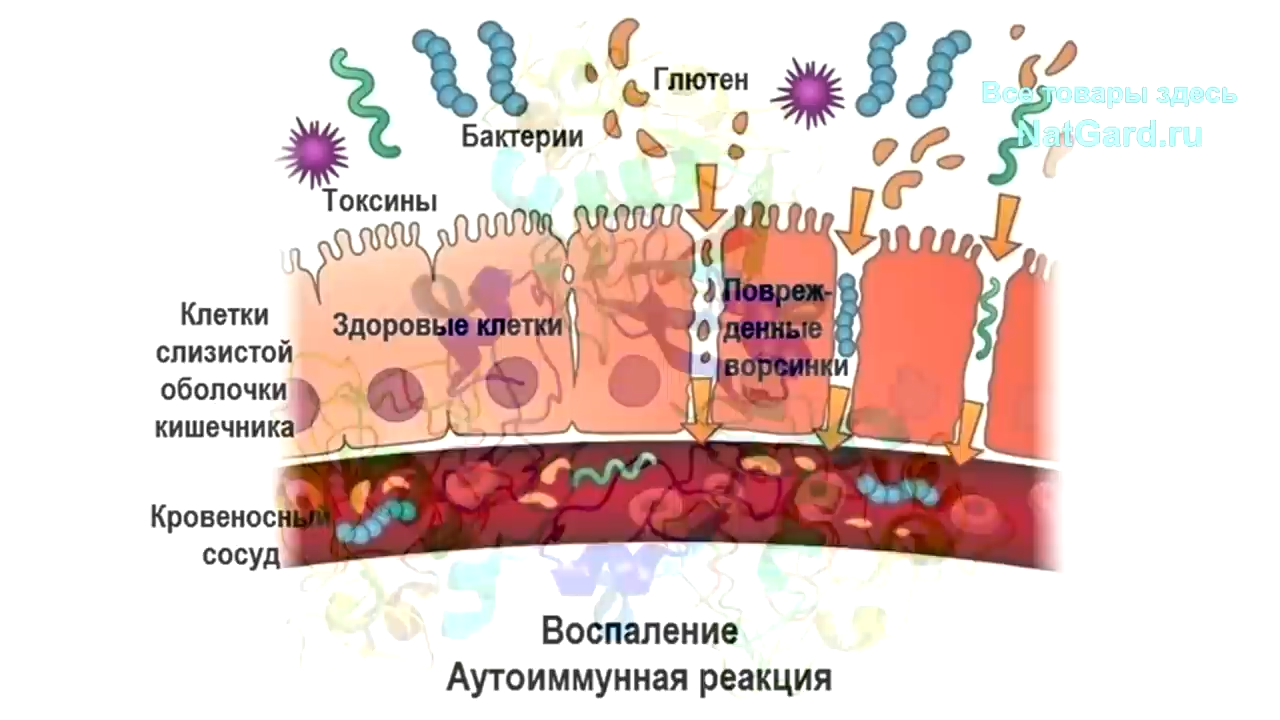 Глютен
Все товары здесь
NatGard.ru
Бактерии
Токсины
Клетки
слизистой
оболочки
кишечника
Здоровые клетки
Повреж-
денные
ворсинки
Кровеносный
сосуд
Воспаление
Аутоиммунная реакция